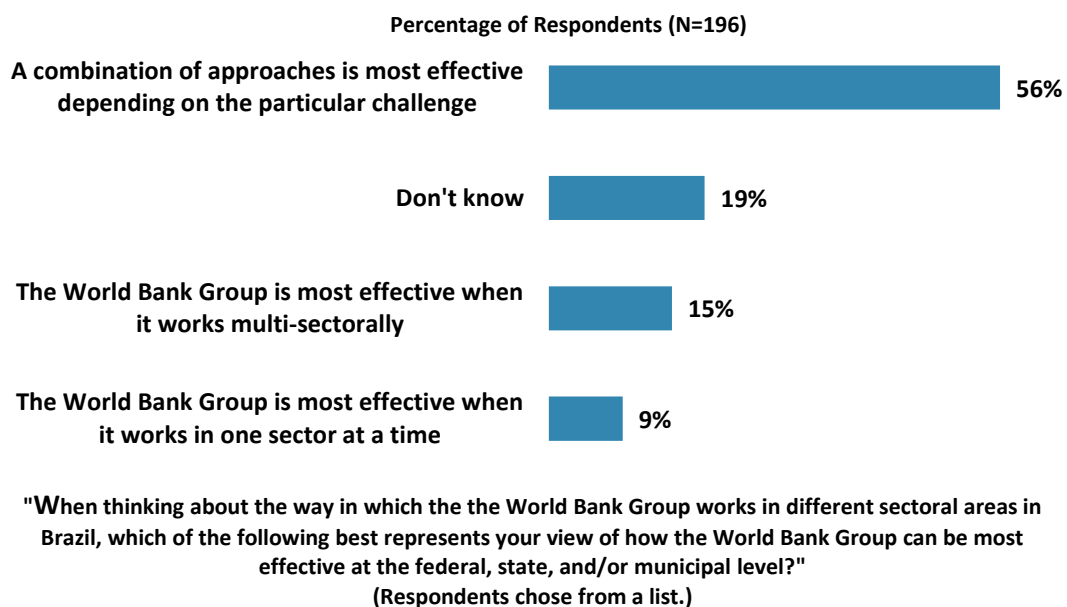 Percentage of Respondents (N=196)
A combination of approaches is most effective
depending on the particular challenge
56%
Don't know
19%
The World Bank Group is most effective when
it works multi-sectorally
15%
The World Bank Group is most effective when
it works in one sector at a time
9%
"When thinking about the way in which the the World Bank Group works in different sectoral areas in
Brazil, which of the following best represents your view of how the World Bank Group can be most
effective at the federal, state, and/or municipal level?"
(Respondents chose from a list.)